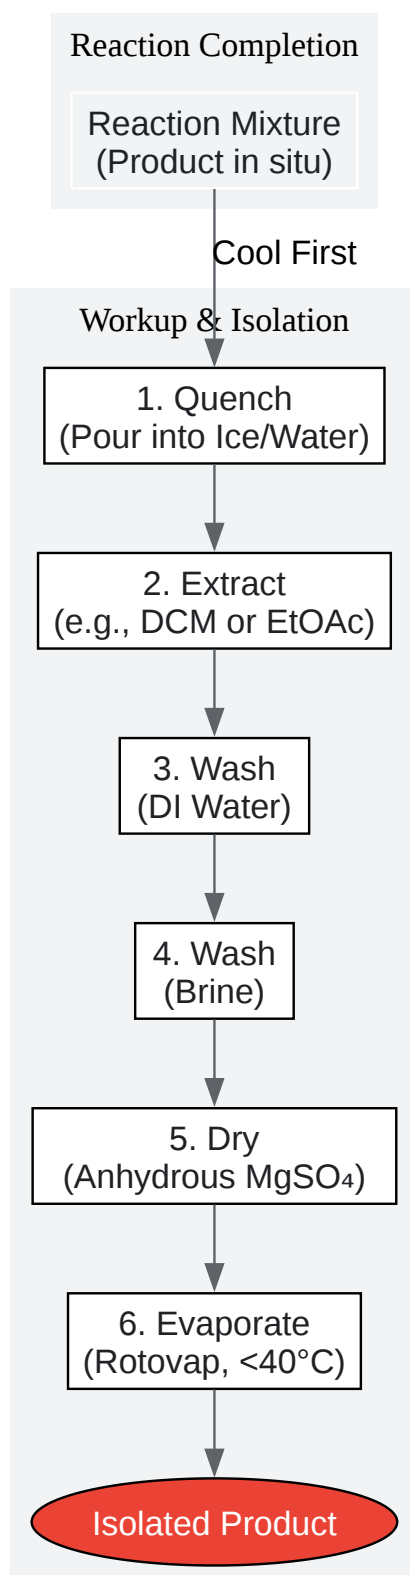 Reaction Completion
Reaction Mixture
(Product in situ)
Cool First
Workup & Isolation
1. Quench
(Pour into Ice/Water)
2. Extract
(e.g., DCM or EtOAc)
3. Wash
(DI Water)
4. Wash
(Brine)
5. Dry
(Anhydrous MgSO₄)
6. Evaporate
(Rotovap, <40°C)
Isolated Product